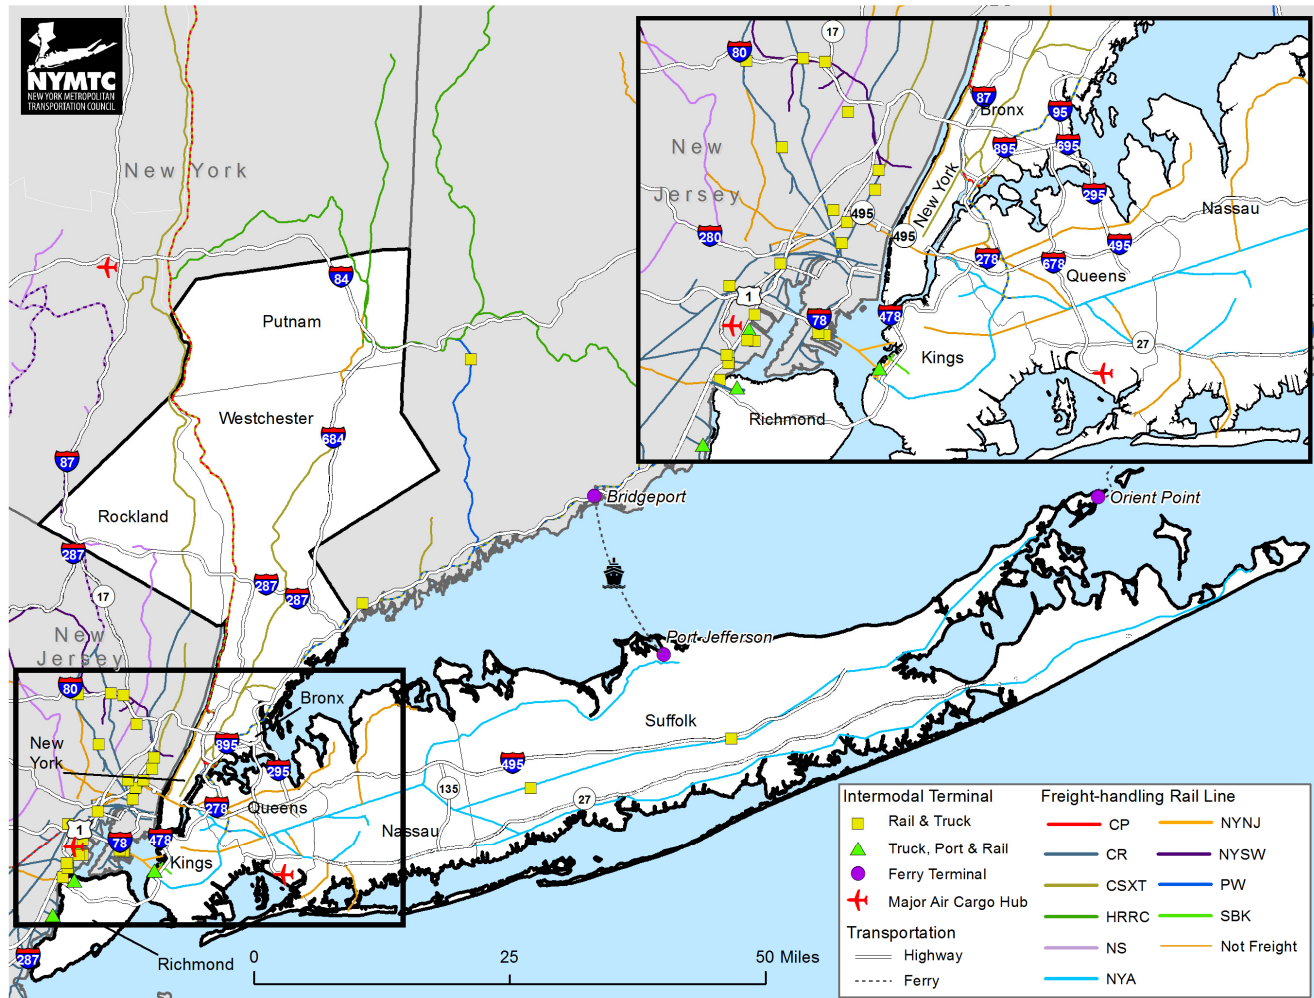 NYMTC
NEW YORK METROPOLITAN
TRANSPORTATION COUNCIL
New York
84
Putnam
Westchester
684
87
Rockland
287
17
287
287
New
Jersey
80
Bronx
New
York
895
295
278
Queens
1
78
478
Kings
Nassau
135
495
27
Suffolk
Richmond
287
Bridgeport
Port Jefferson
Orient Point
17
80
87
Bronx
95
895
695
New
Jersey
New York
295
Nassau
495
280
495
495
278
678
Queens
1
78
478
27
Kings
Richmond
0
25
50 Miles
Intermodal Terminal
Rail & Truck
Truck, Port & Rail
Ferry Terminal
Major Air Cargo Hub
Transportation
Highway
Ferry
Freight-handling Rail Line
CP
CR
CSXT
HRRC
NS
NYA
NYNJ
NYSW
PW
SBK
Not Freight